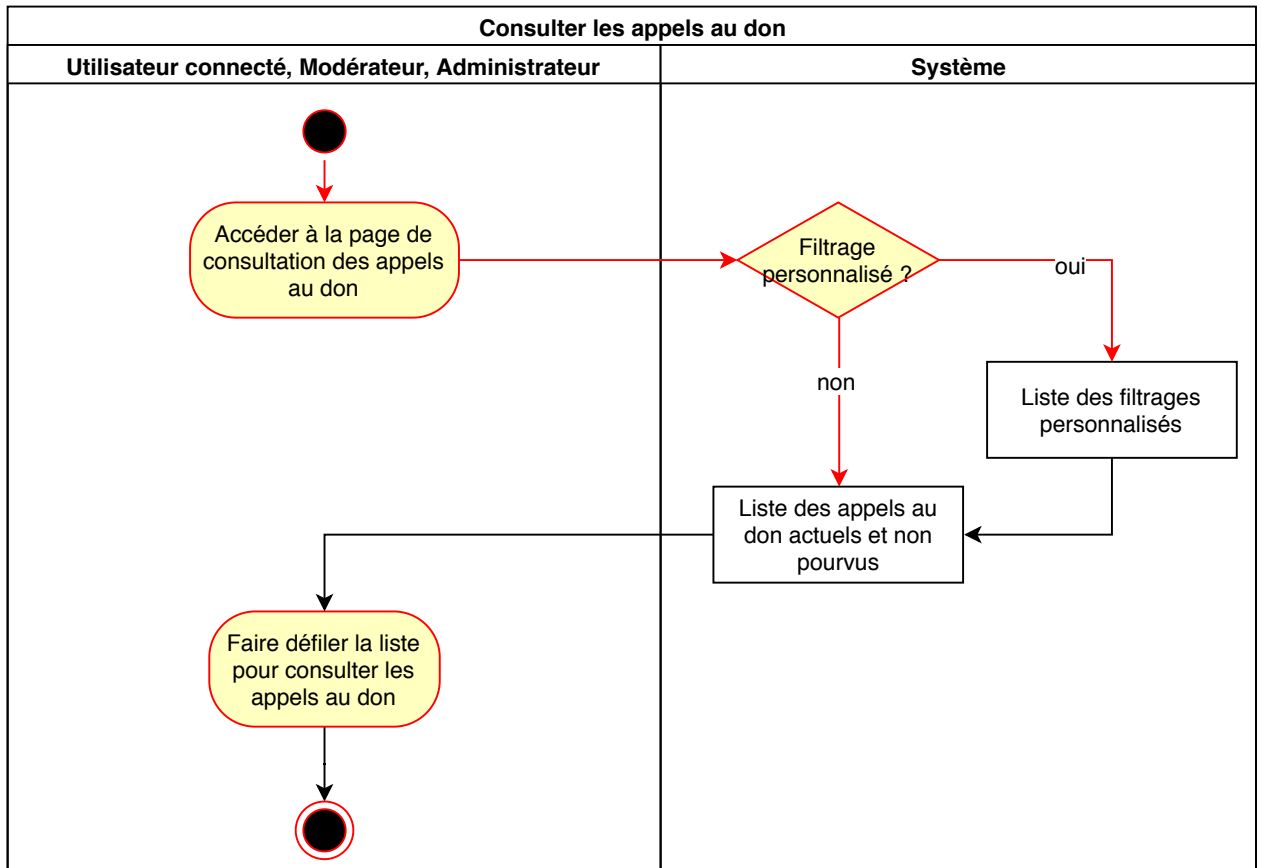 Consulter les appels au don
Utilisateur connecté, Modérateur, Administrateur
Système
Accéder à la page de
consultation des appels
au don
Filtrage
personnalisé ?
oui
non
Liste des filtrages
personnalisés
Liste des appels au
don actuels et non
pourvus
Faire défiler la liste
pour consulter les
appels au don